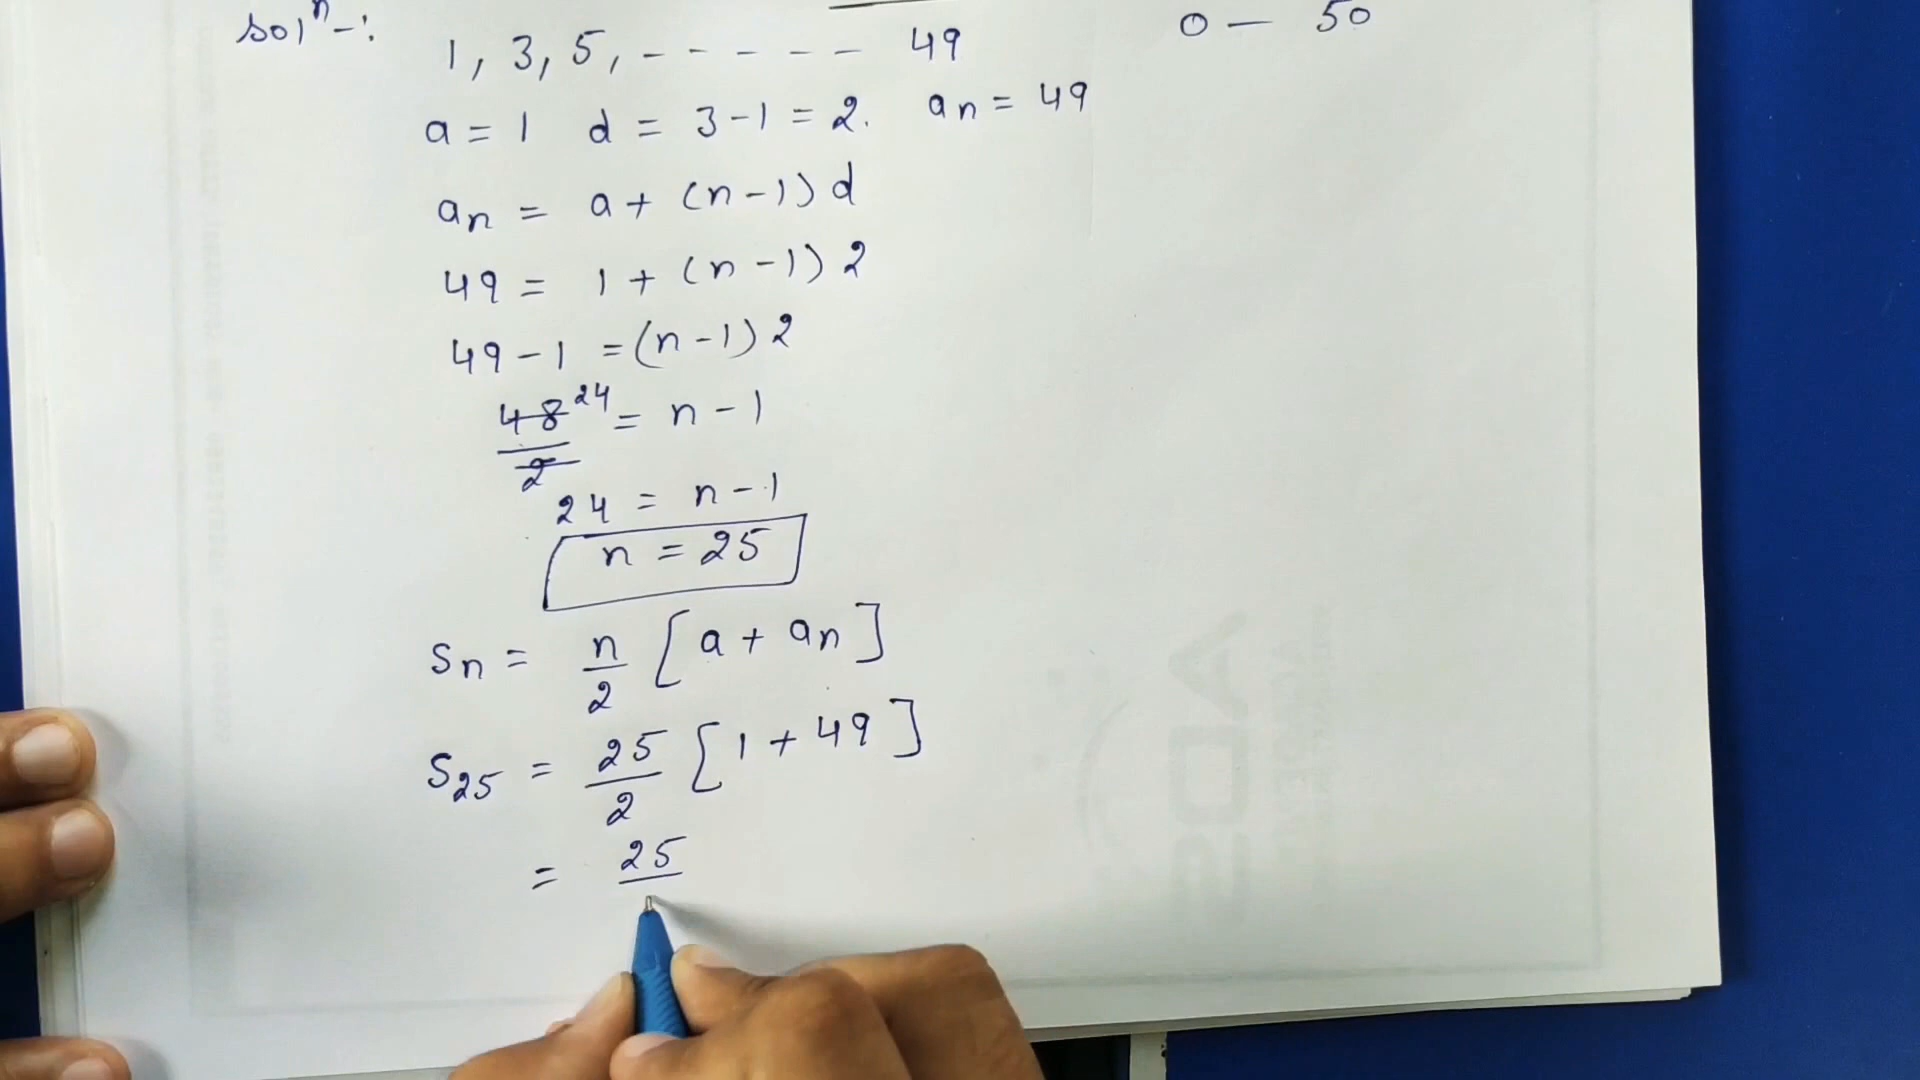 Solⁿ-: 1, 3, 5, - - - - - 49 0 — 50
a = 1 d = 3-1 = 2. an = 49
an = a + (n-1) d
49 = 1 + (n-1) 2
49-1 = (n-1) 2
48/2 24 = n-1
24 = n-1
n = 25
Sn = n/2 [a + an]
S25 = 25/2 [1 + 49]
= 25